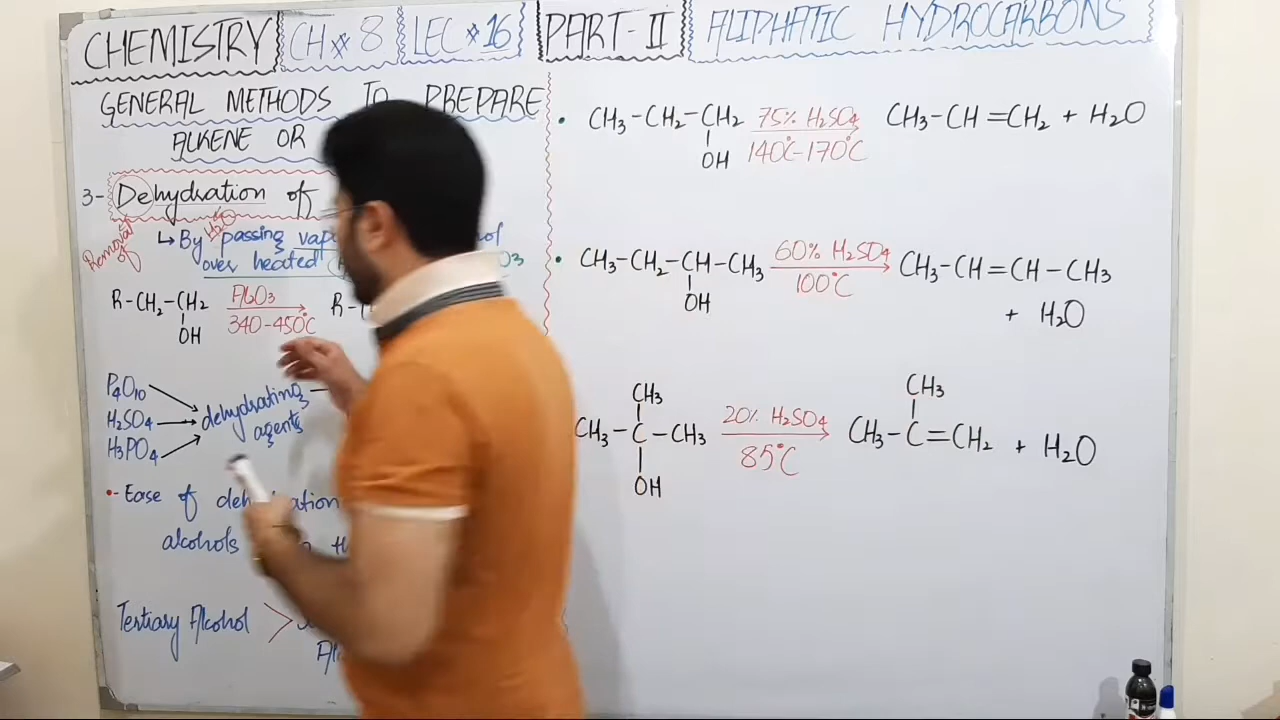 CHEMISTRY CH * 8 LEC * 16 PART-II ALIPHATIC HYDROCARBONS
GENERAL METHODS TO PREPARE
ALKENE OR
3- Dehydration of
Removal of
H₂O
↳ By passing
over heated
R-CH₂-CH₂
OH
Al₂O₃
340-450°C
R-
P₄O₁₀
H₂SO₄
H₃PO₄
dehydrating
agents
•- Ease of
alcohols
Tertiary Alcohol >
• CH₃-CH₂-CH₂ 75% H₂SO₄ CH₃-CH=CH₂ + H₂O
OH 140°C-170°C
• CH₃-CH₂-CH-CH₃ 60% H₂SO₄ CH₃-CH=CH-CH₃
OH 100°C + H₂O
CH₃ CH₃
CH₃-C-CH₃ 20% H₂SO₄ CH₃-C=CH₂ + H₂O
OH 85°C